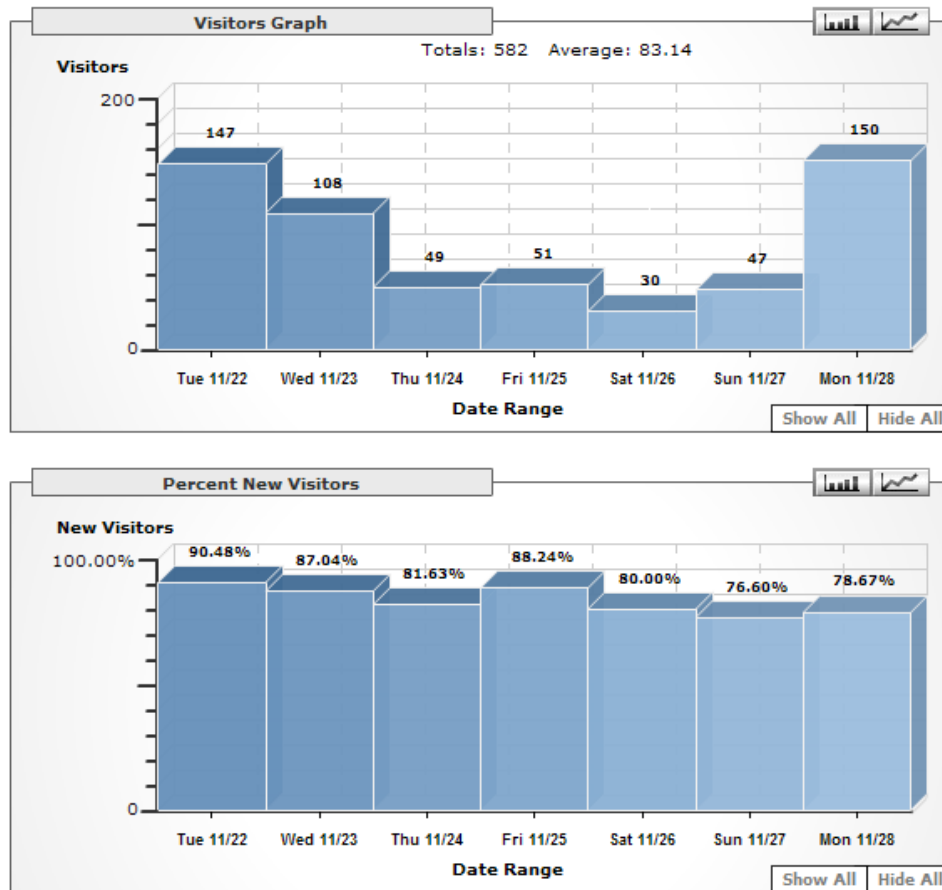 Visitors Graph
Totals: 582 Average: 83.14
Visitors
200
147
108
49
51
30
47
150
0
Tue 11/22 Wed 11/23 Thu 11/24 Fri 11/25 Sat 11/26 Sun 11/27 Mon 11/28
Date Range
Show All Hide All
Percent New Visitors
New Visitors
100.00%
90.48%
87.04%
81.63%
88.24%
80.00%
76.60%
78.67%
0
Tue 11/22 Wed 11/23 Thu 11/24 Fri 11/25 Sat 11/26 Sun 11/27 Mon 11/28
Date Range
Show All Hide All